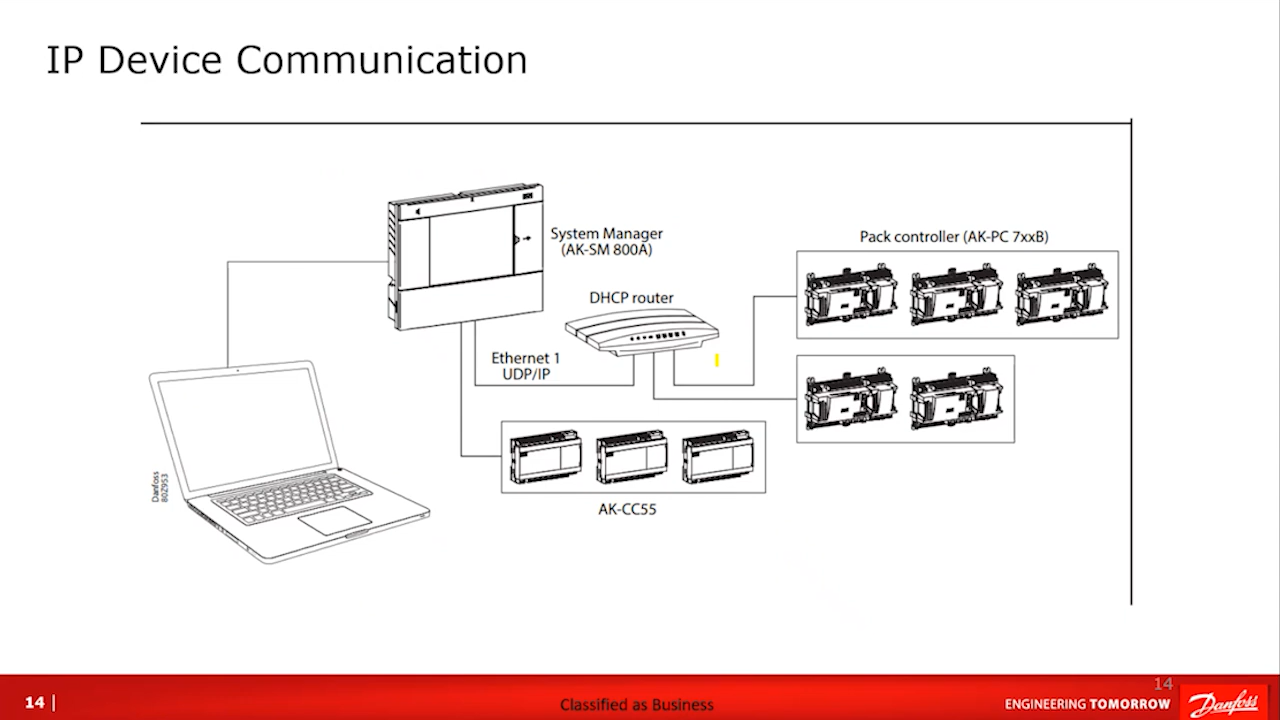 IP Device Communication
System Manager
(AK-SM 800A)
Pack controller (AK-PC 7xxB)
DHCP router
Ethernet 1
UDP/IP
Danfoss
80Z953
AK-CC55
14
14 |
Classified as Business
ENGINEERING TOMORROW
Danfoss